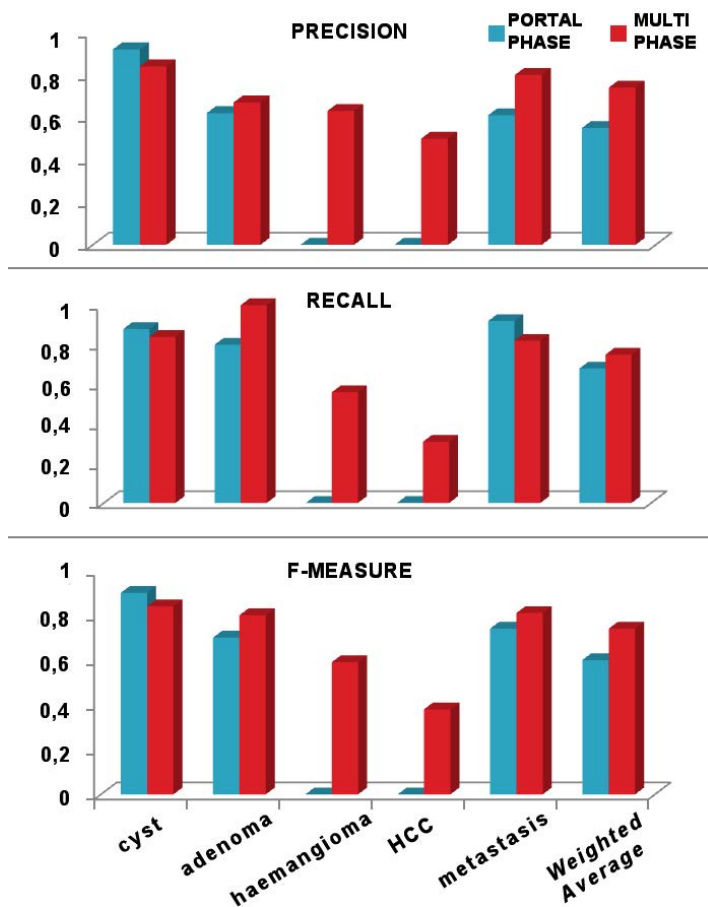 PRECISION
PORTAL
PHASE
MULTI
PHASE
1
0,8
0,6
0,4
0,2
0
RECALL
1
0,8
0,6
0,4
0,2
0
F-MEASURE
1
0,8
0,6
0,4
0,2
0
cyst
adenoma
haemangioma
HCC
metastasis
Weighted
Average